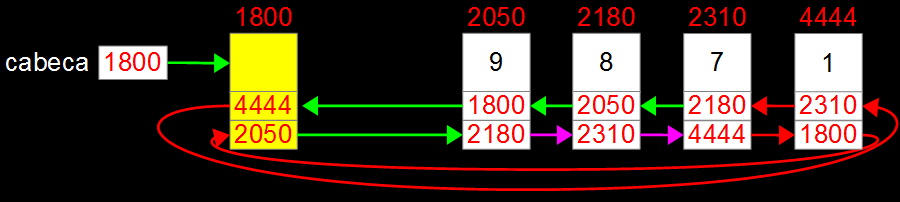 1800 2050 2180 2310 4444
cabeca 1800 9 8 7 1
4444 1800 2050 2180 2310
2050 2180 2310 4444 1800